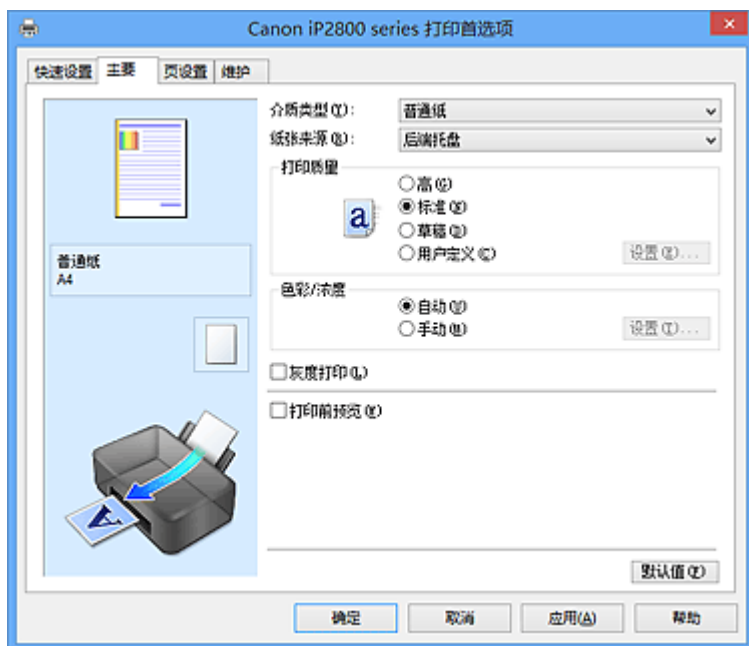 Canon iP2800 series 打印首选项
快速设置 主要 页设置 维护
介质类型(Y): 普通纸
纸张来源(R): 后端托盘
打印质量
高(G)
标准(X)
草稿(D)
用户定义(C) 设置(E)...
普通纸
A4
色彩/浓度
自动(U)
手动(M) 设置(T)...
灰度打印(L)
打印前预览(K)
默认值(F)
确定 取消 应用(A) 帮助